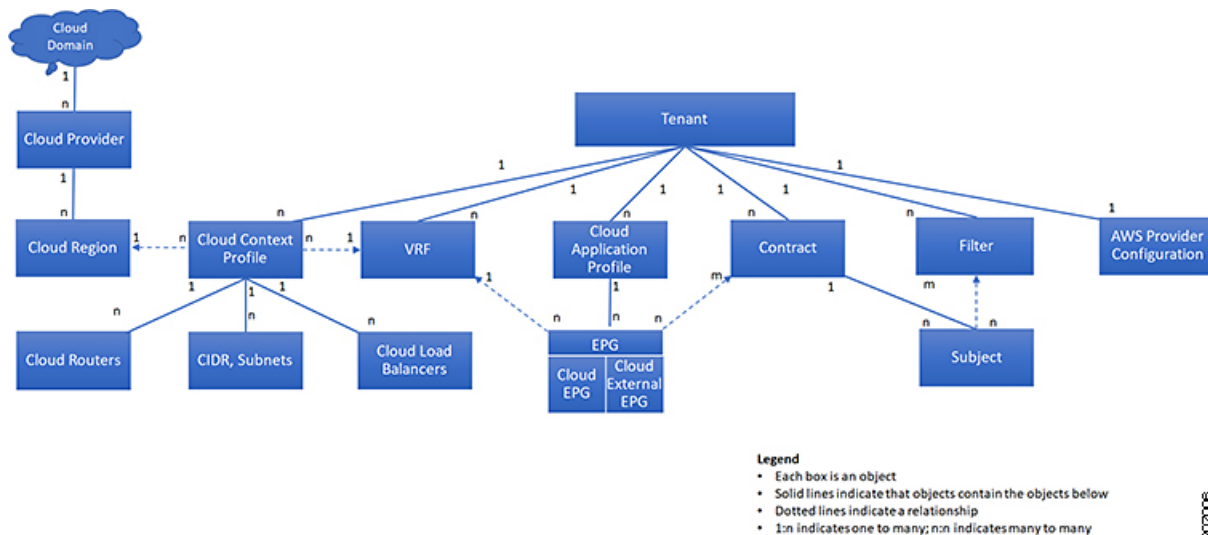 Cloud
Domain
1
n
Cloud Provider
Tenant
1
n
1
1
1
1
1
1
n
n
n
n
n
1
Cloud Region
1
n
Cloud Context
Profile
n
1
VRF
Cloud
Application
Profile
Contract
Filter
AWS Provider
Configuration
1
1
1
1
1
m
1
m
n
n
n
n
n
n
n
n
Cloud Routers
CIDR, Subnets
Cloud Load
Balancers
EPG
Cloud
EPG
Cloud
External
EPG
Subject
Legend
• Each box is an object
• Solid lines indicate that objects contain the objects below
• Dotted lines indicate a relationship
• 1:n indicates one to many; n:n indicates many to many